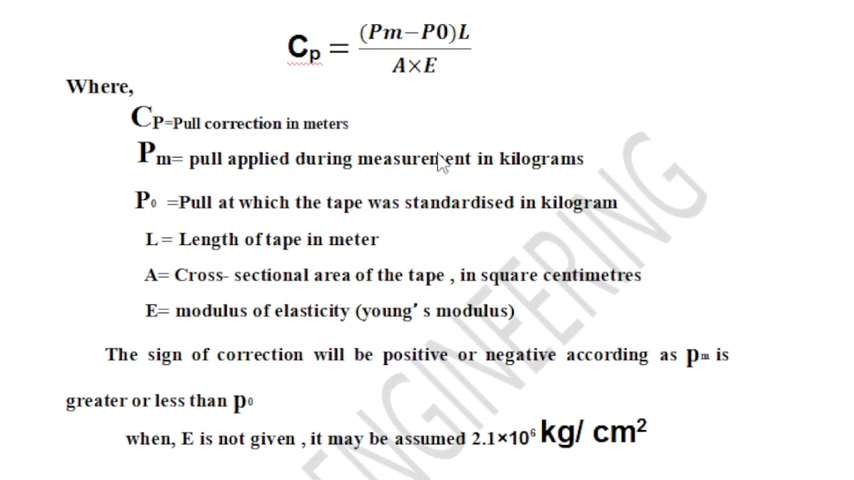 Cp = (Pm−P0)L / A×E
Where,
CP=Pull correction in meters
Pm= pull applied during measurement in kilograms
P0 =Pull at which the tape was standardised in kilogram
L= Length of tape in meter
A= Cross- sectional area of the tape , in square centimetres
E= modulus of elasticity (young's modulus)
The sign of correction will be positive or negative according as pm is
greater or less than p0
when, E is not given , it may be assumed 2.1×10⁶ kg/ cm²
ENGINEERING